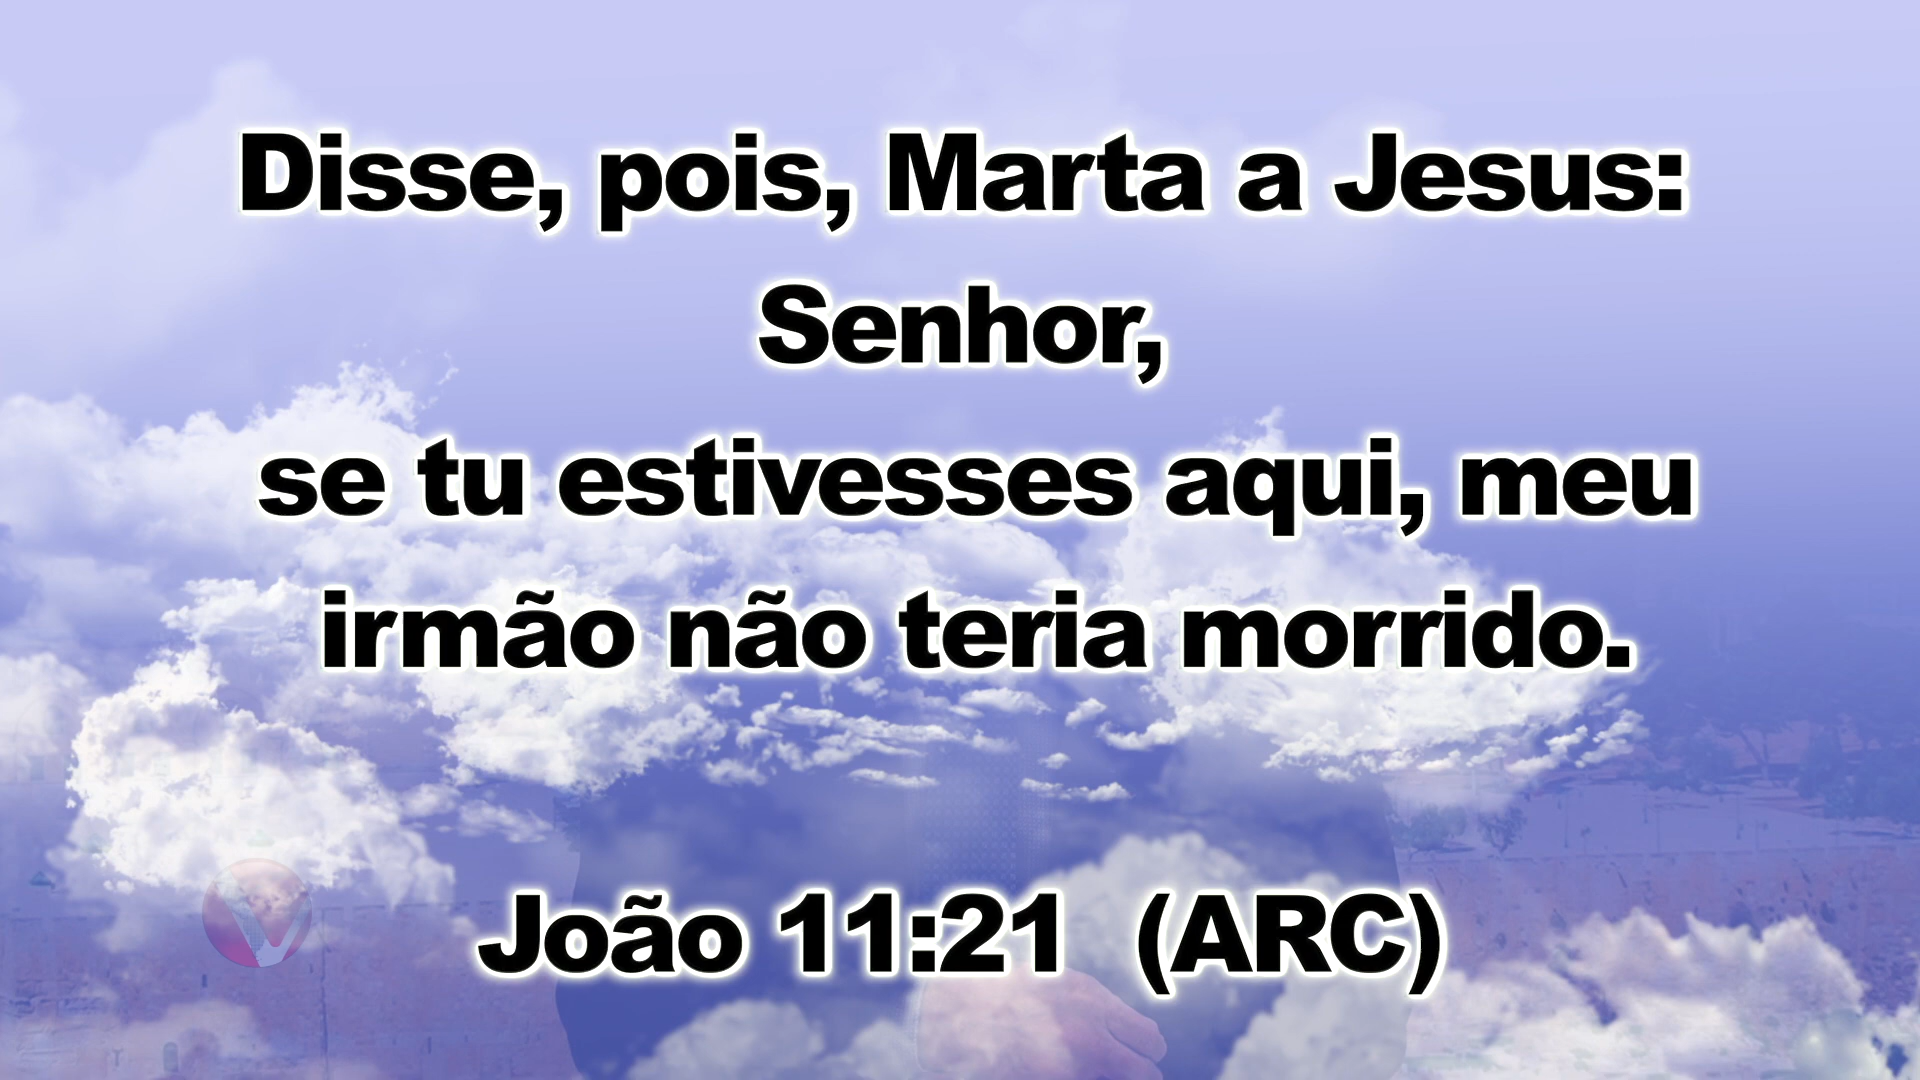 Disse, pois, Marta a Jesus:
Senhor,
se tu estivesses aqui, meu
irmão não teria morrido.
João 11:21 (ARC)